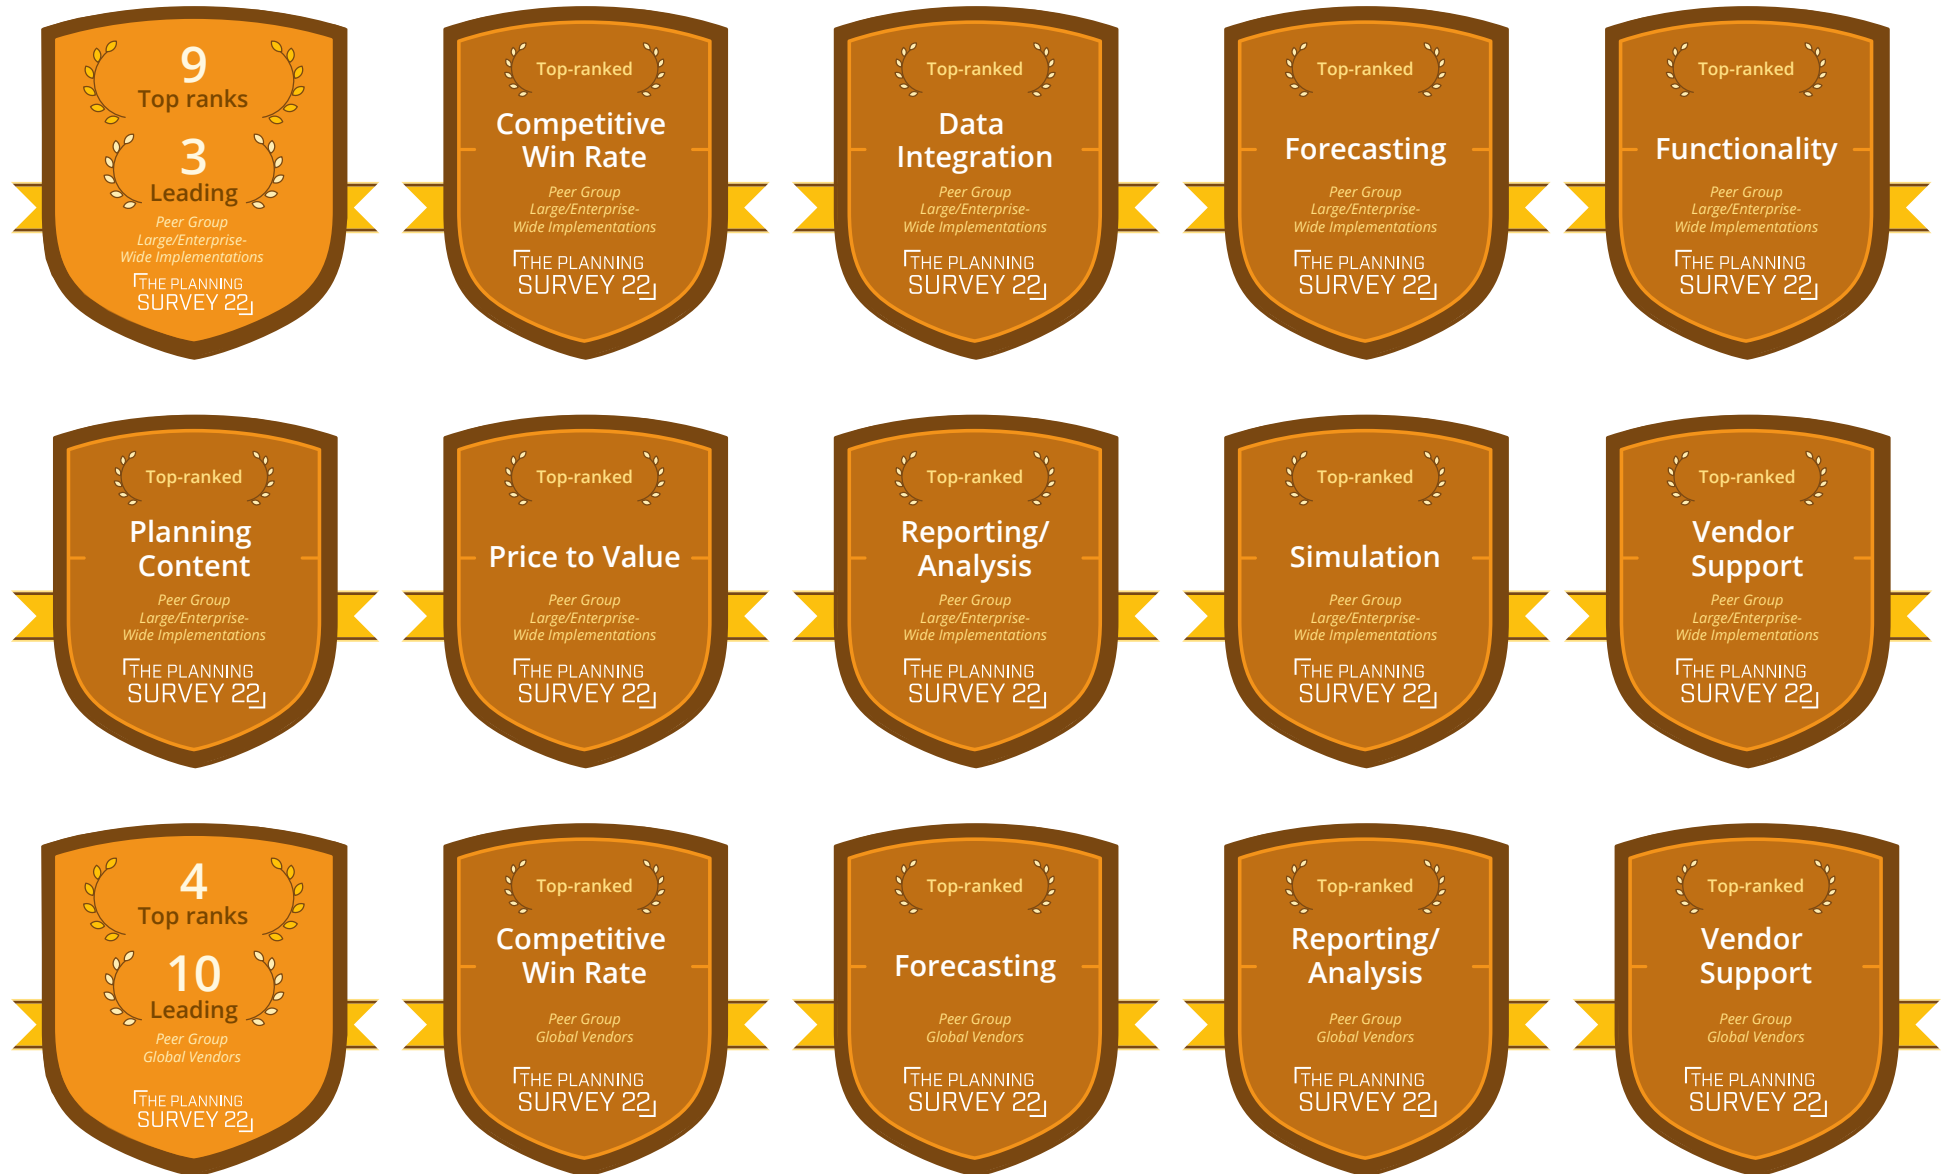 9
Top ranks
3
Leading
Peer Group
Large/Enterprise-
Wide Implementations
THE PLANNING
SURVEY 22
Top-ranked
Competitive
Win Rate
Peer Group
Large/Enterprise-
Wide Implementations
THE PLANNING
SURVEY 22
Top-ranked
Data
Integration
Peer Group
Large/Enterprise-
Wide Implementations
THE PLANNING
SURVEY 22
Top-ranked
Forecasting
Peer Group
Large/Enterprise-
Wide Implementations
THE PLANNING
SURVEY 22
Top-ranked
Functionality
Peer Group
Large/Enterprise-
Wide Implementations
THE PLANNING
SURVEY 22
Top-ranked
Planning
Content
Peer Group
Large/Enterprise-
Wide Implementations
THE PLANNING
SURVEY 22
Top-ranked
Price to Value
Peer Group
Large/Enterprise-
Wide Implementations
THE PLANNING
SURVEY 22
Top-ranked
Reporting/
Analysis
Peer Group
Large/Enterprise-
Wide Implementations
THE PLANNING
SURVEY 22
Top-ranked
Simulation
Peer Group
Large/Enterprise-
Wide Implementations
THE PLANNING
SURVEY 22
Top-ranked
Vendor
Support
Peer Group
Large/Enterprise-
Wide Implementations
THE PLANNING
SURVEY 22
4
Top ranks
10
Leading
Peer Group
Global Vendors
THE PLANNING
SURVEY 22
Top-ranked
Competitive
Win Rate
Peer Group
Global Vendors
THE PLANNING
SURVEY 22
Top-ranked
Forecasting
Peer Group
Global Vendors
THE PLANNING
SURVEY 22
Top-ranked
Reporting/
Analysis
Peer Group
Global Vendors
THE PLANNING
SURVEY 22
Top-ranked
Vendor
Support
Peer Group
Global Vendors
THE PLANNING
SURVEY 22